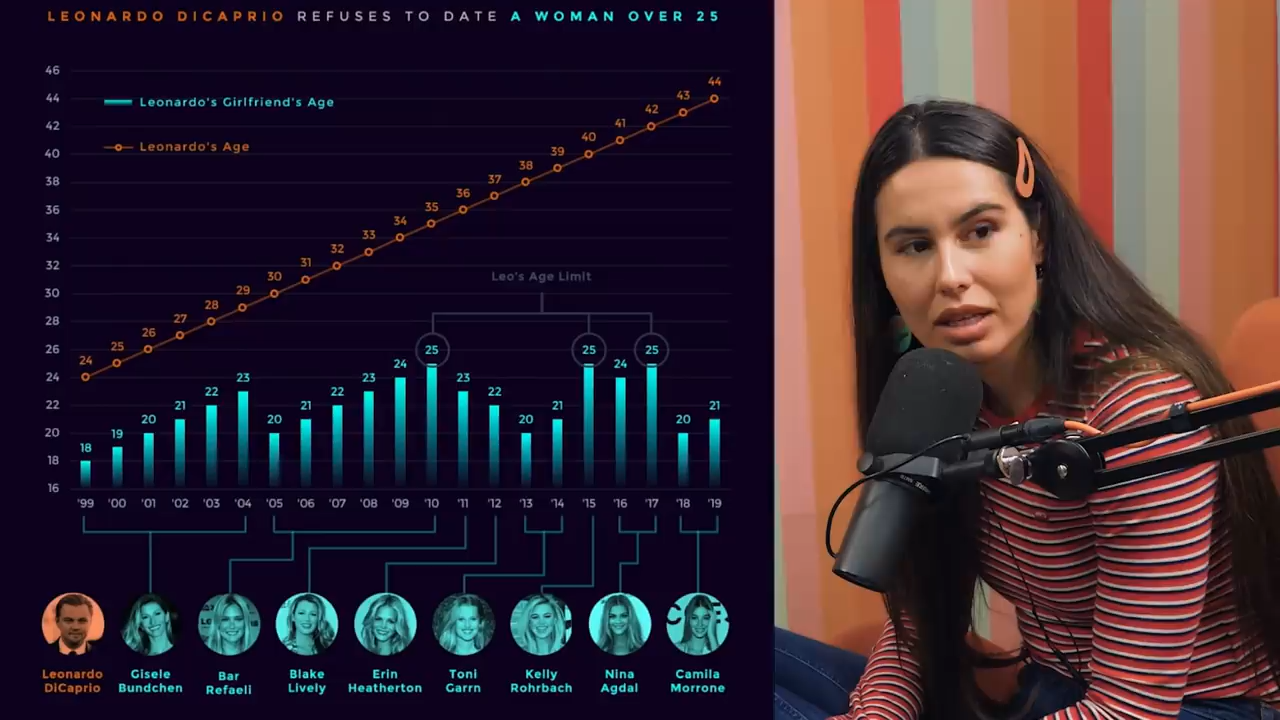 LEONARDO DICAPRIO REFUSES TO DATE A WOMAN OVER 25
46
44
42
40
38
36
34
32
30
28
26
24
22
20
18
16
Leonardo's Girlfriend's Age
Leonardo's Age
24 25 26 27 28 29 30 31 32 33 34 35 36 37 38 39 40 41 42 43 44
Leo's Age Limit
18 19 20 21 22 23 20 21 22 23 24 25 23 22 20 21 25 24 25 20 21
'99 '00 '01 '02 '03 '04 '05 '06 '07 '08 '09 '10 '11 '12 '13 '14 '15 '16 '17 '18 '19
Leonardo DiCaprio
Gisele Bundchen
Bar Refaeli
Blake Lively
Erin Heatherton
Toni Garrn
Kelly Rohrbach
Nina Agdal
Camila Morrone